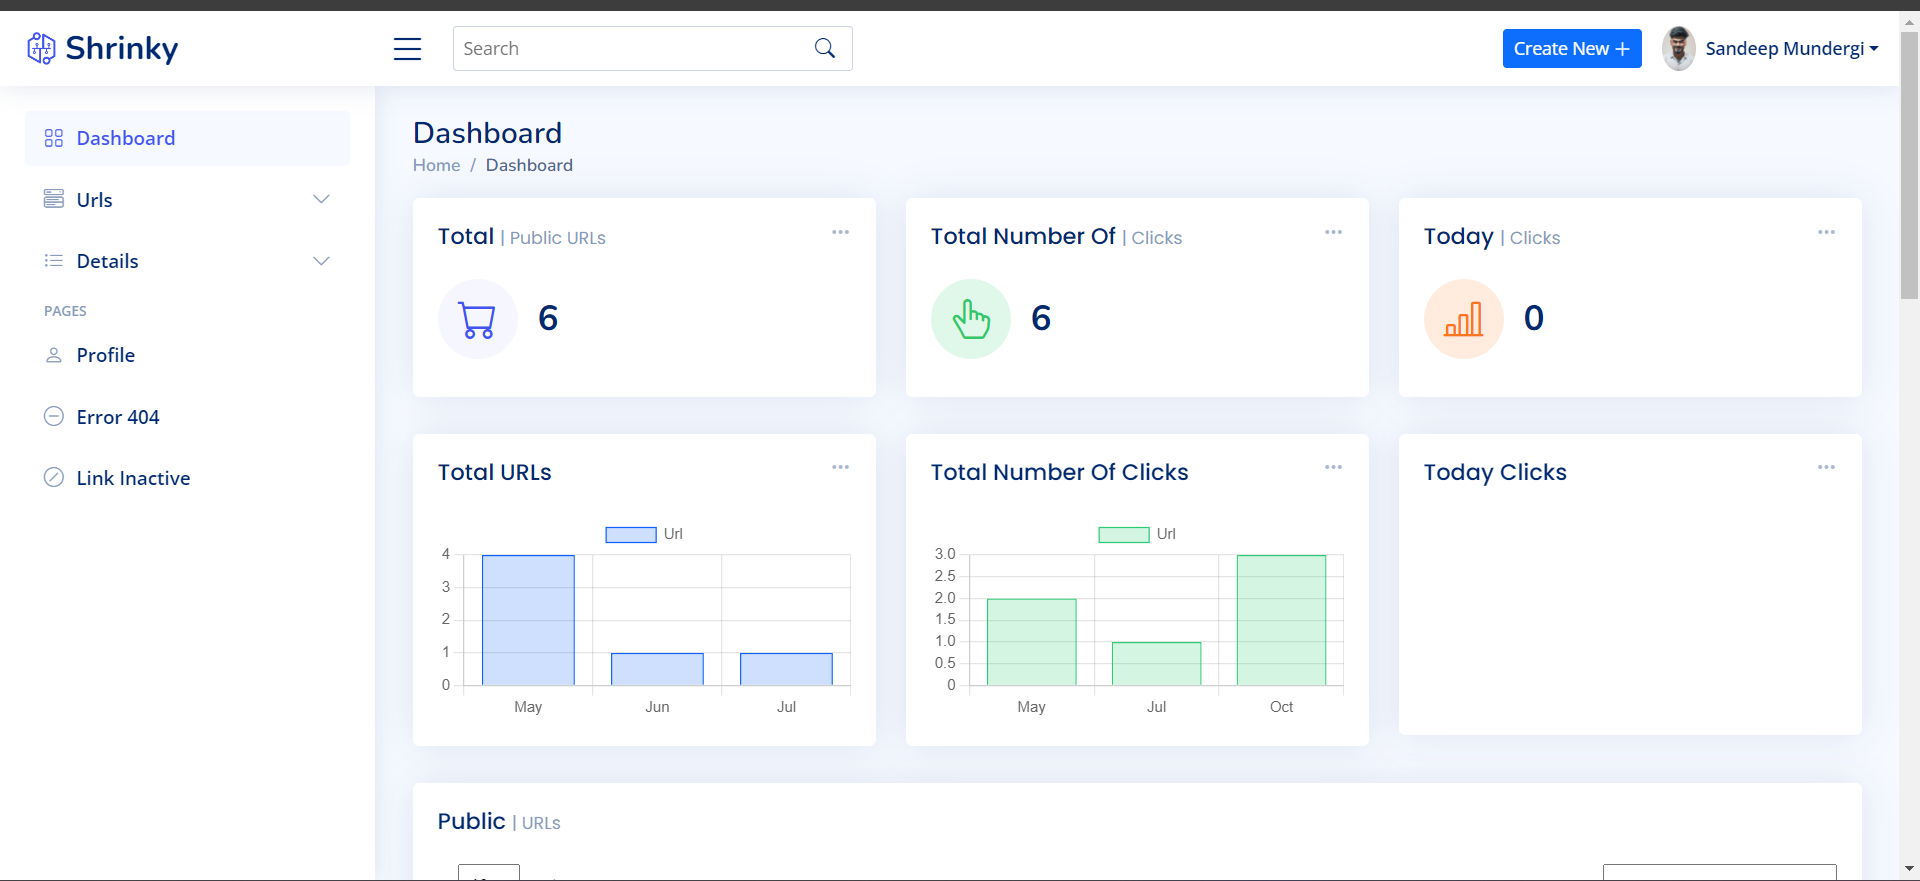 Shrinky
Search
Create New +
Sandeep Mundergi
Dashboard
Urls
Details
PAGES
Profile
Error 404
Link Inactive
Dashboard
Home / Dashboard
Total | Public URLs
6
Total Number Of | Clicks
6
Today | Clicks
0
Total URLs
Url
4
3
2
1
0
May Jun Jul
Total Number Of Clicks
Url
3.0
2.5
2.0
1.5
1.0
0.5
0
May Jul Oct
Today Clicks
Public | URLs